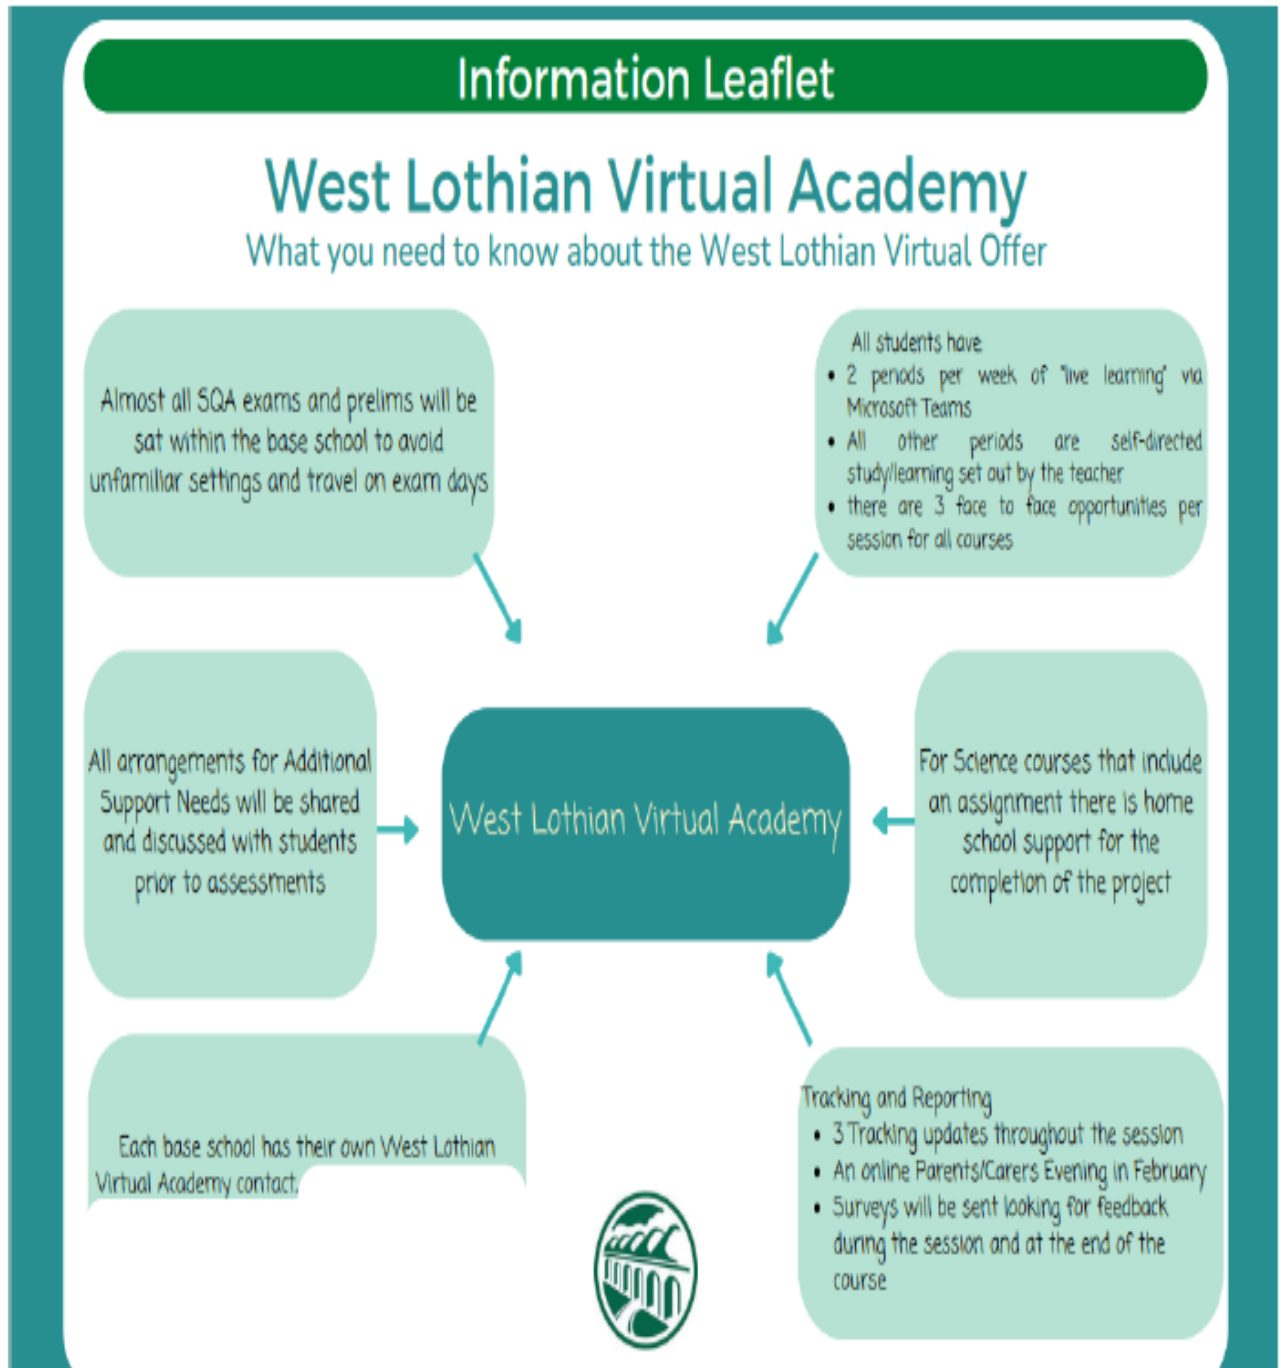 Information Leaflet
West Lothian Virtual Academy
What you need to know about the West Lothian Virtual Offer
Almost all SQA exams and prelims will be
sat within the base school to avoid
unfamiliar settings and travel on exam days
All students have
• 2 periods per week of "live learning" via
Microsoft Teams
• All other periods are self-directed
study/learning set out by the teacher
• there are 3 face to face opportunities per
session for all courses
All arrangements for Additional
Support Needs will be shared
and discussed with students
prior to assessments
West Lothian Virtual Academy
For Science courses that include
an assignment there is home
school support for the
completion of the project
Each base school has their own West Lothian
Virtual Academy contact.
Tracking and Reporting
• 3 Tracking updates throughout the session
• An online Parents/Carers Evening in February
• Surveys will be sent looking for feedback
during the session and at the end of the
course